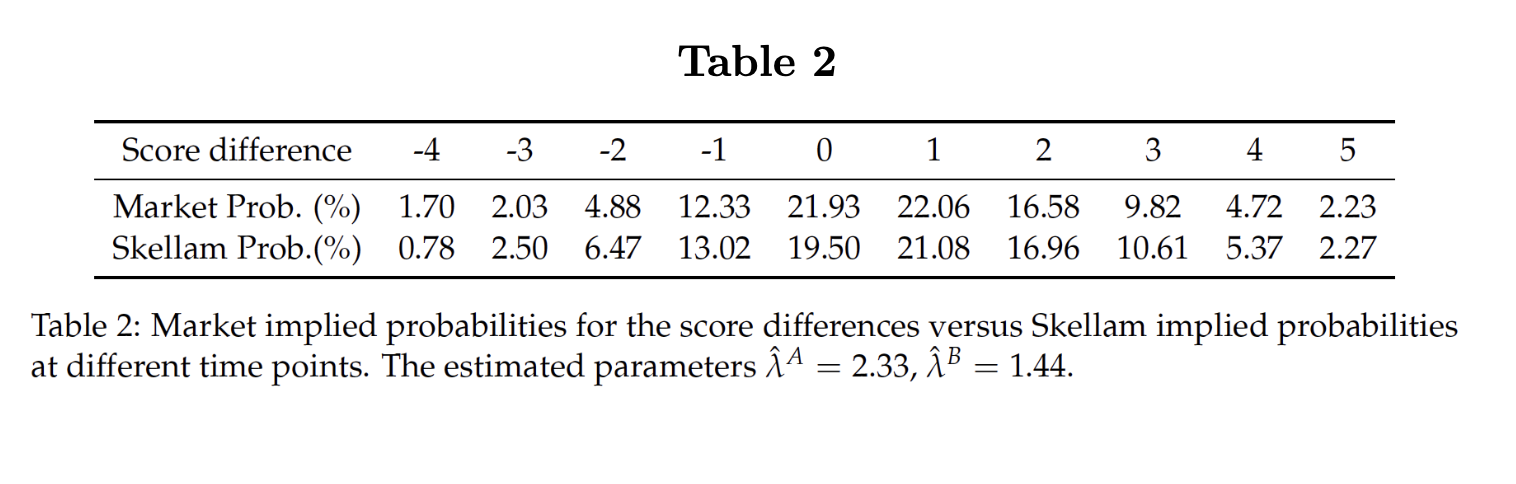 Table 2
Score difference -4 -3 -2 -1 0 1 2 3 4 5
Market Prob. (%) 1.70 2.03 4.88 12.33 21.93 22.06 16.58 9.82 4.72 2.23
Skellam Prob.(%) 0.78 2.50 6.47 13.02 19.50 21.08 16.96 10.61 5.37 2.27
Table 2: Market implied probabilities for the score differences versus Skellam implied probabilities
at different time points. The estimated parameters λ̂ᴬ = 2.33, λ̂ᴮ = 1.44.